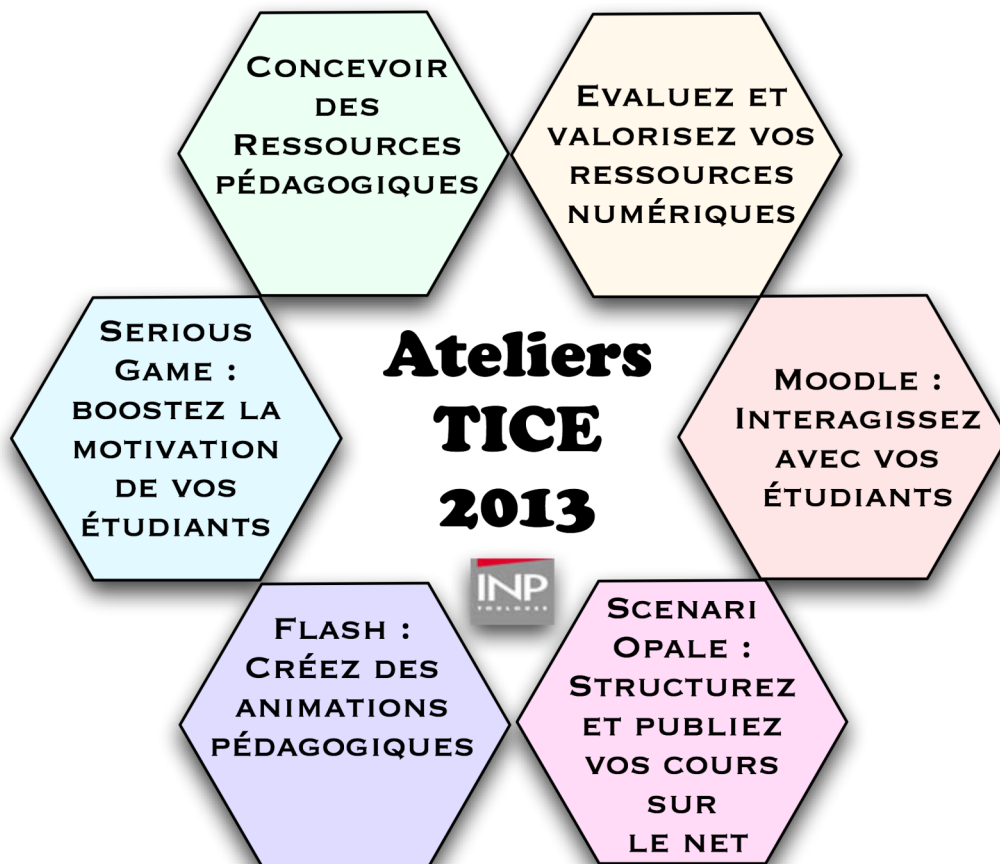 CONCEVOIR
DES
RESSOURCES
PÉDAGOGIQUES
EVALUEZ ET
VALORISEZ VOS
RESSOURCES
NUMÉRIQUES
SERIOUS
GAME :
BOOSTEZ LA
MOTIVATION
DE VOS
ÉTUDIANTS
Ateliers
TICE
2013
INP
TOULOUSE
MOODLE :
INTERAGISSEZ
AVEC VOS
ÉTUDIANTS
FLASH :
CRÉEZ DES
ANIMATIONS
PÉDAGOGIQUES
SCENARI
OPALE :
STRUCTUREZ
ET PUBLIEZ
VOS COURS
SUR
LE NET